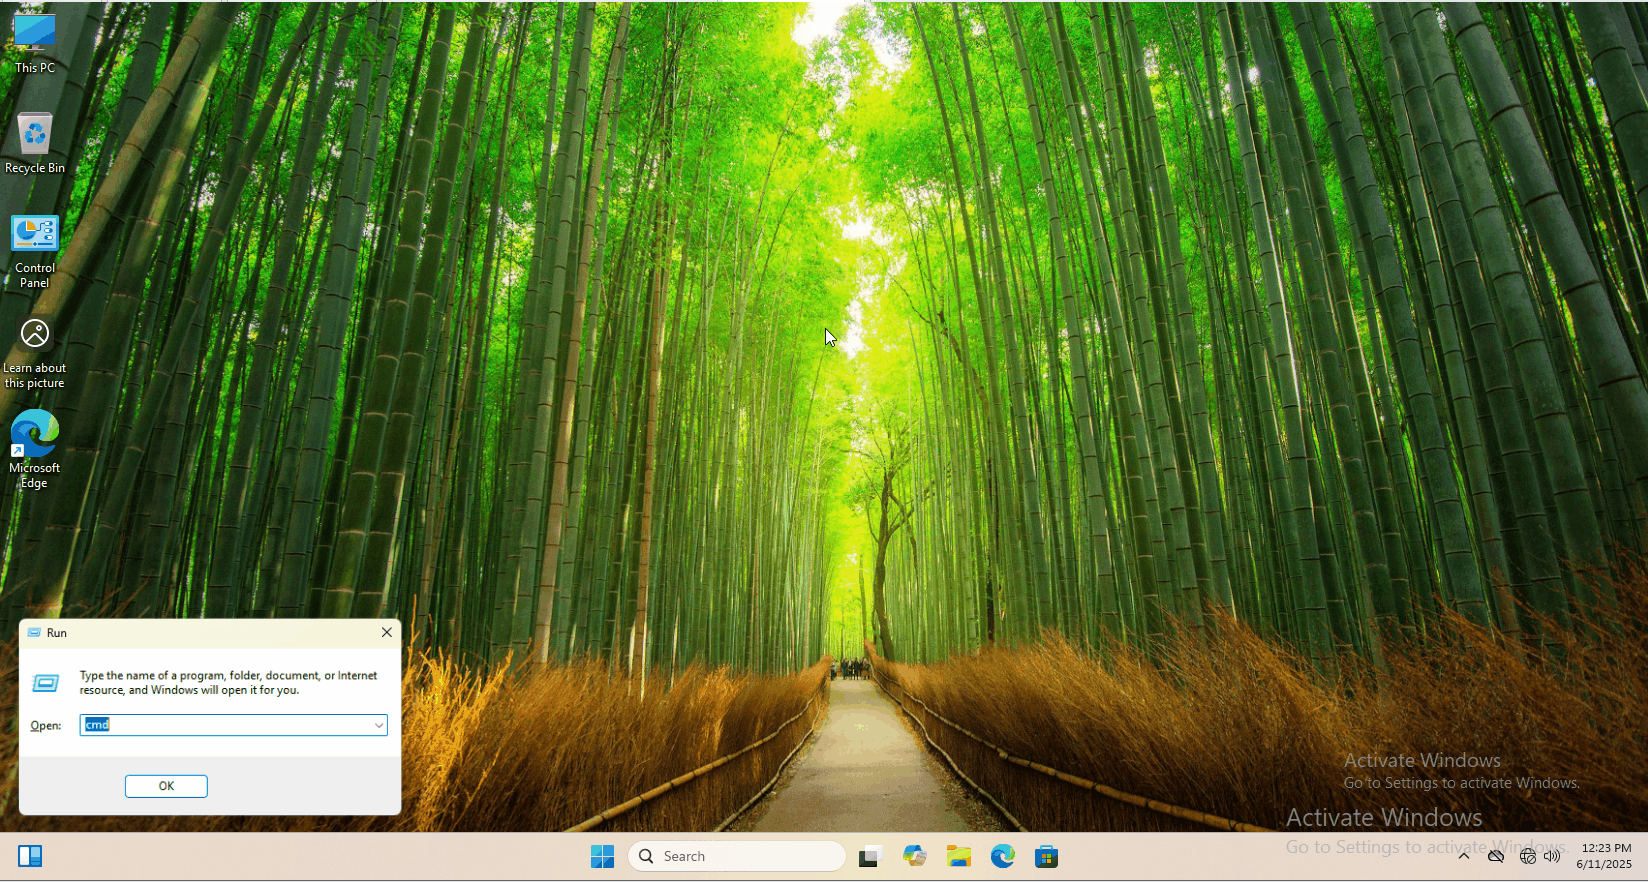 This PC
Recycle Bin
Control
Panel
Learn about
this picture
Microsoft
Edge
Run
Type the name of a program, folder, document, or Internet
resource, and Windows will open it for you.
Open:
cmd
OK
Activate Windows
Go to Settings to activate Windows.
Activate Windows
Go to Settings to activate Windows.
Search
12:23 PM
6/11/2025